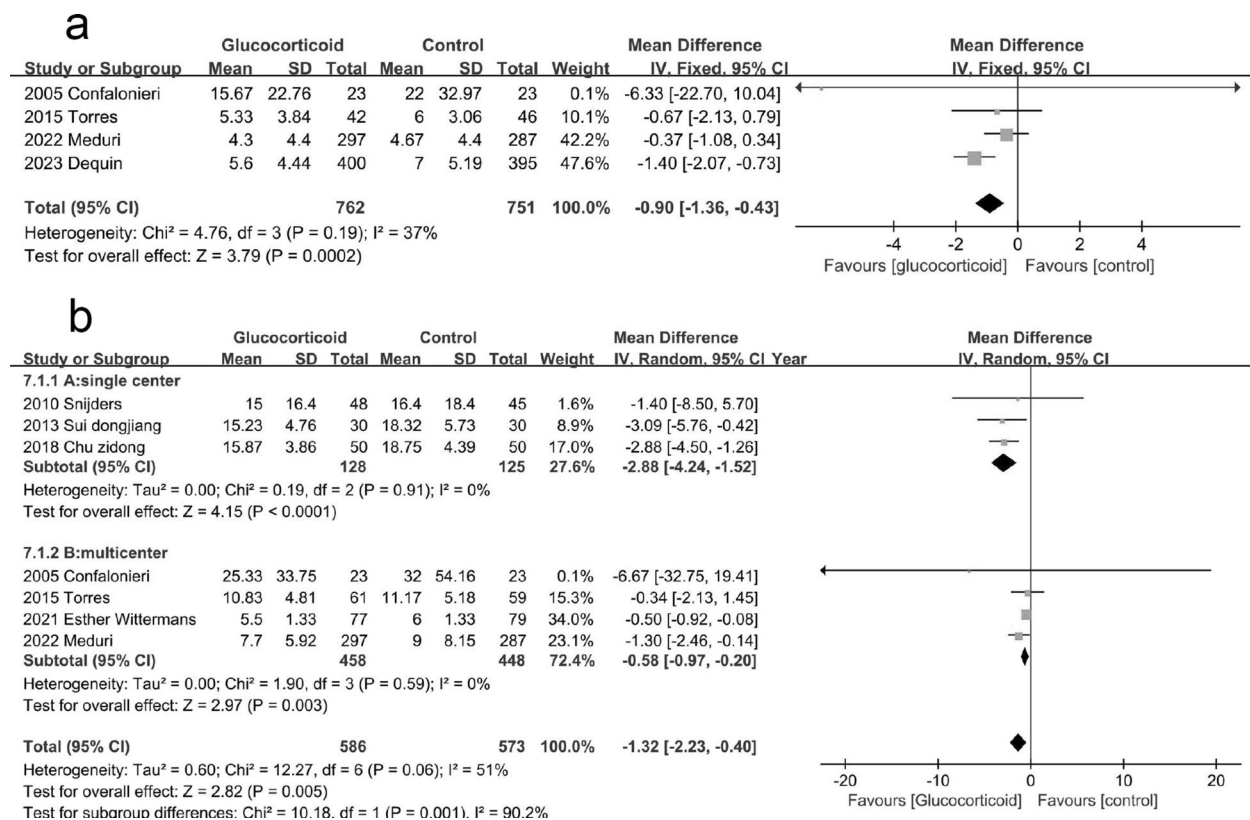 a
Glucocorticoid Control Mean Difference Mean Difference
Study or Subgroup Mean SD Total Mean SD Total Weight IV, Fixed, 95% CI IV, Fixed, 95% CI
2005 Confalonieri 15.67 22.76 23 22 32.97 23 0.1% -6.33 [-22.70, 10.04]
2015 Torres 5.33 3.84 42 6 3.06 46 10.1% -0.67 [-2.13, 0.79]
2022 Meduri 4.3 4.4 297 4.67 4.4 287 42.2% -0.37 [-1.08, 0.34]
2023 Dequin 5.6 4.44 400 7 5.19 395 47.6% -1.40 [-2.07, -0.73]
Total (95% CI) 762 751 100.0% -0.90 [-1.36, -0.43]
Heterogeneity: Chi² = 4.76, df = 3 (P = 0.19); I² = 37%
Test for overall effect: Z = 3.79 (P = 0.0002)
-4 -2 0 2 4
Favours [glucocorticoid] Favours [control]
b
Glucocorticoid Control Mean Difference Mean Difference
Study or Subgroup Mean SD Total Mean SD Total Weight IV, Random, 95% CI Year IV, Random, 95% CI
7.1.1 A:single center
2010 Snijders 15 16.4 48 16.4 18.4 45 1.6% -1.40 [-8.50, 5.70]
2013 Sui dongjiang 15.23 4.76 30 18.32 5.73 30 8.9% -3.09 [-5.76, -0.42]
2018 Chu zidong 15.87 3.86 50 18.75 4.39 50 17.0% -2.88 [-4.50, -1.26]
Subtotal (95% CI) 128 125 27.6% -2.88 [-4.24, -1.52]
Heterogeneity: Tau² = 0.00; Chi² = 0.19, df = 2 (P = 0.91); I² = 0%
Test for overall effect: Z = 4.15 (P < 0.0001)
7.1.2 B:multicenter
2005 Confalonieri 25.33 33.75 23 32 54.16 23 0.1% -6.67 [-32.75, 19.41]
2015 Torres 10.83 4.81 61 11.17 5.18 59 15.3% -0.34 [-2.13, 1.45]
2021 Esther Wittermans 5.5 1.33 77 6 1.33 79 34.0% -0.50 [-0.92, -0.08]
2022 Meduri 7.7 5.92 297 9 8.15 287 23.1% -1.30 [-2.46, -0.14]
Subtotal (95% CI) 458 448 72.4% -0.58 [-0.97, -0.20]
Heterogeneity: Tau² = 0.00; Chi² = 1.90, df = 3 (P = 0.59); I² = 0%
Test for overall effect: Z = 2.97 (P = 0.003)
Total (95% CI) 586 573 100.0% -1.32 [-2.23, -0.40]
Heterogeneity: Tau² = 0.60; Chi² = 12.27, df = 6 (P = 0.06); I² = 51%
Test for overall effect: Z = 2.82 (P = 0.005)
Test for subgroup differences: Chi² = 10.18, df = 1 (P = 0.001), I² = 90.2%
-20 -10 0 10 20
Favours [Glucocorticoid] Favours [control]